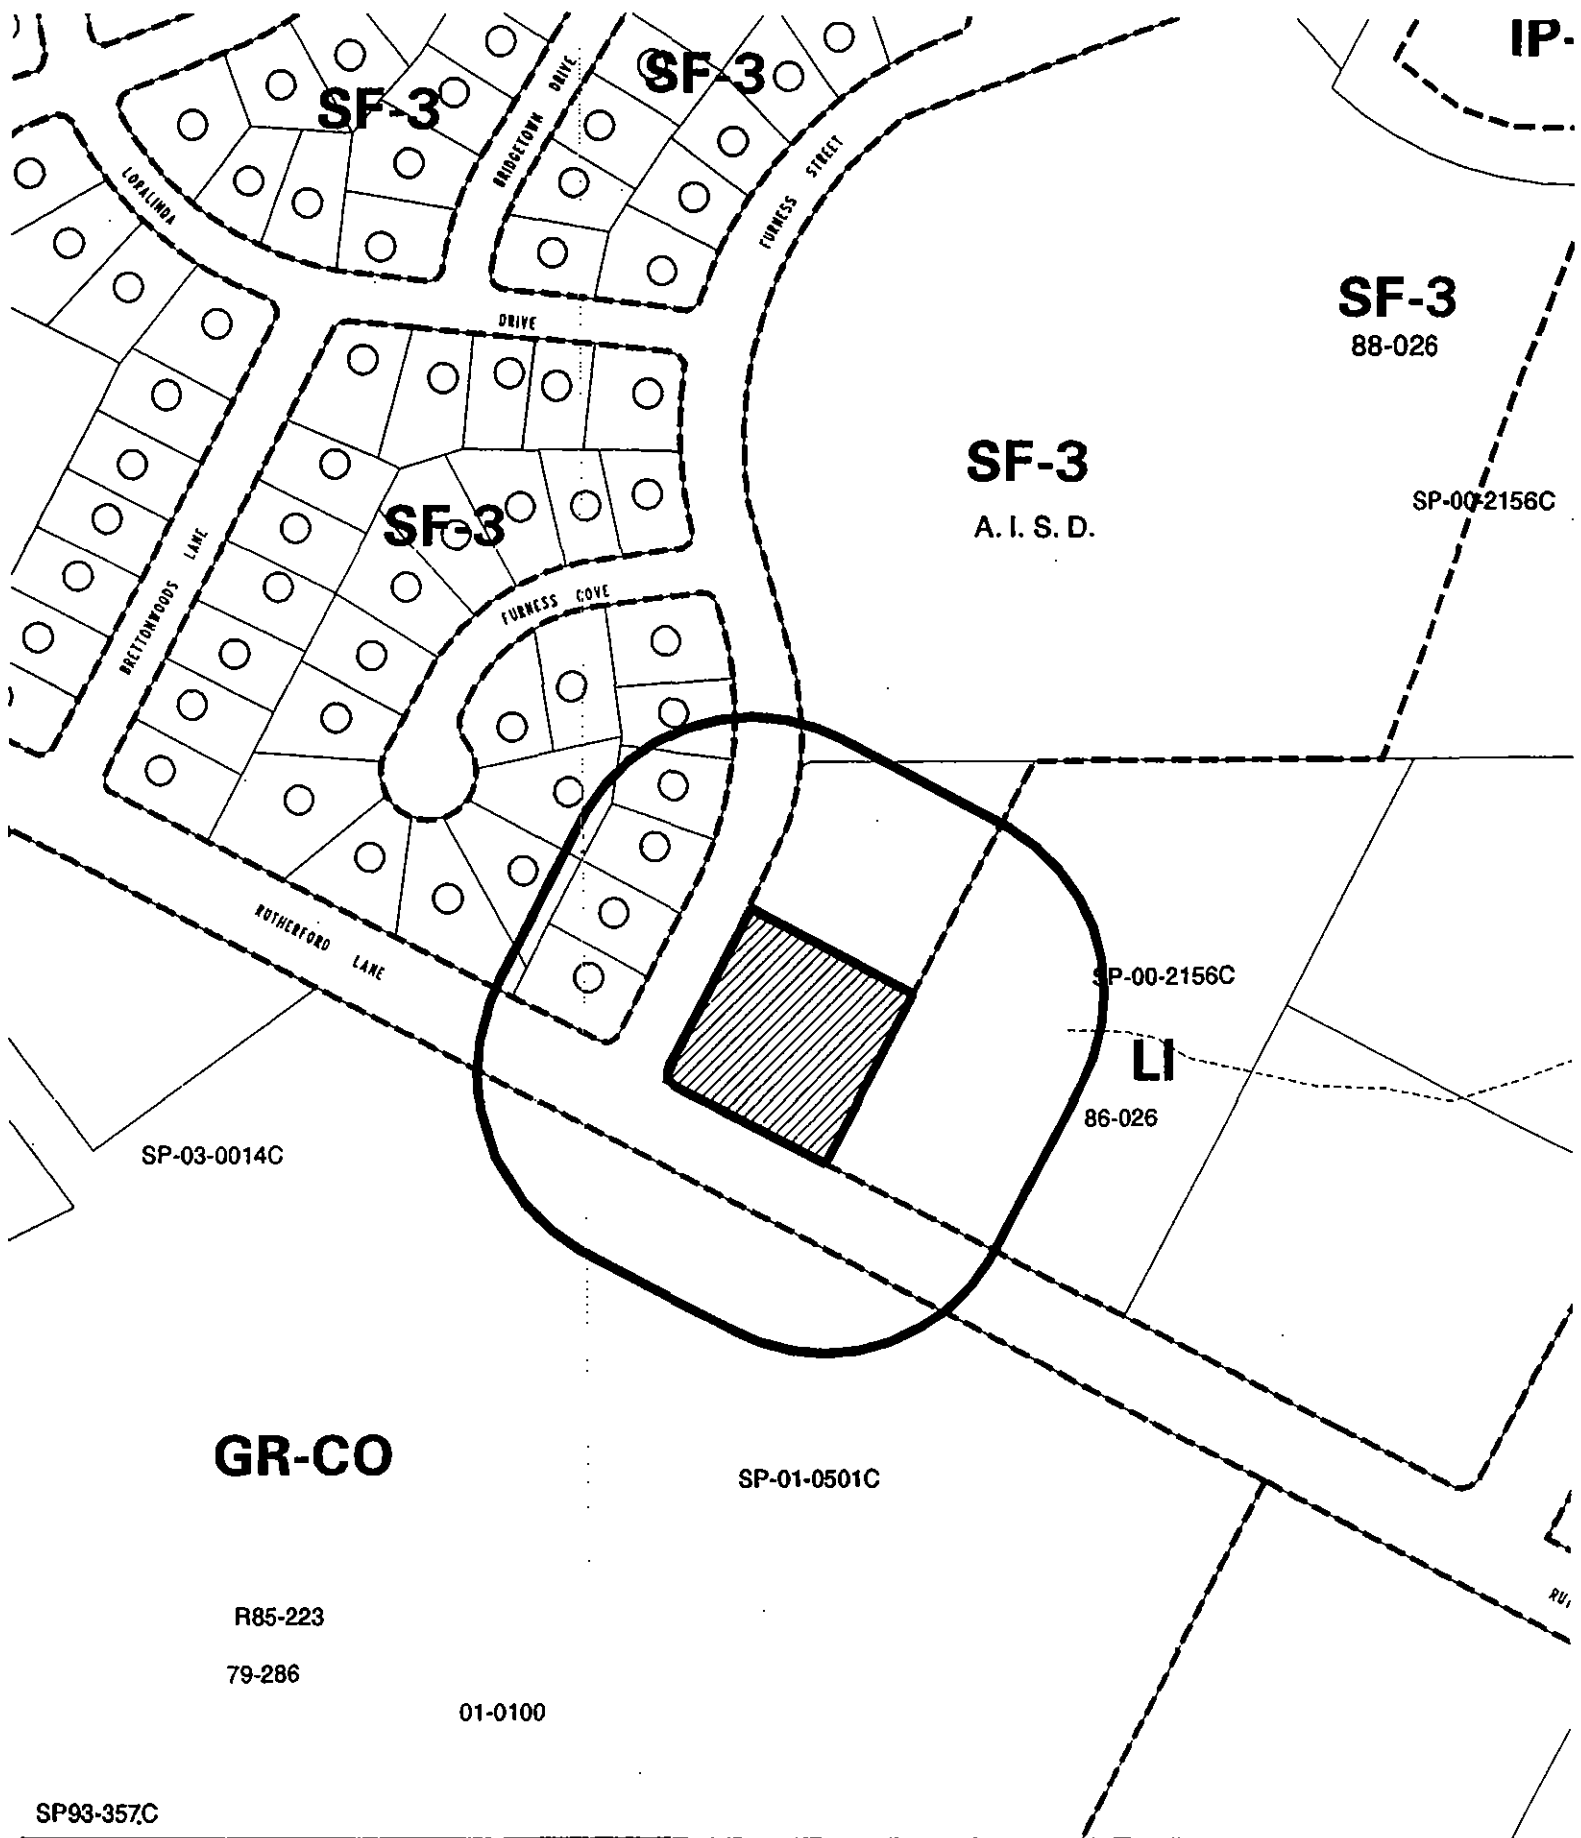 IP-
SF-3
SF-3
BRIDGETOWN DRIVE
LORALINDA
FURNESS STREET
DRIVE
SF-3
88-026
SF-3
A. I. S. D.
SP-00-2156C
SF-3
BRETTONWOODS LANE
FURNESS COVE
ROTHERFORD LANE
SP-00-2156C
LI
86-026
SP-03-0014C
GR-CO
SP-01-0501C
R85-223
79-286
01-0100
SP93-357C